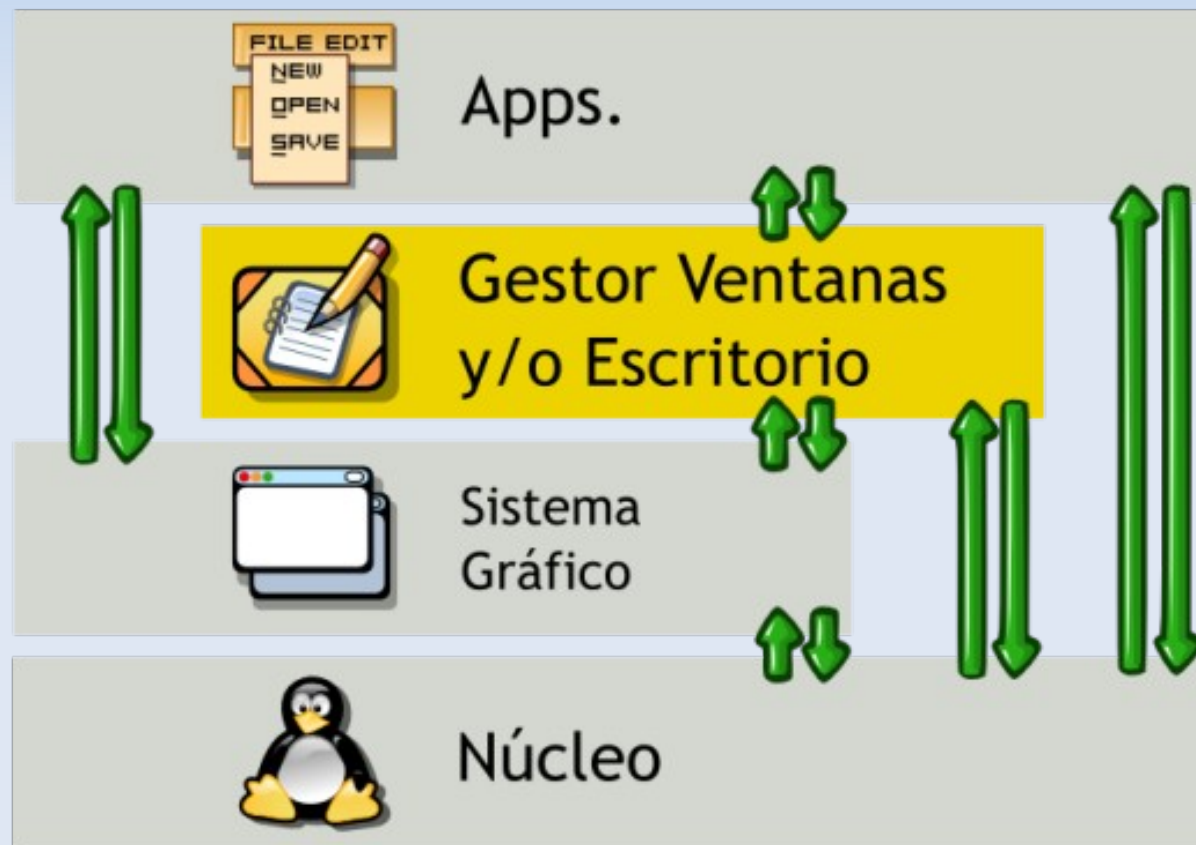 FILE EDIT
NEW
OPEN
SAVE
Apps.
Gestor Ventanas
y/o Escritorio
Sistema
Gráfico
Núcleo